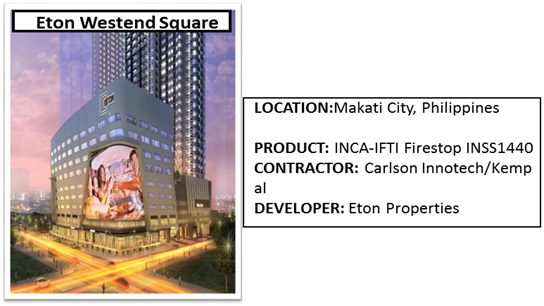 Eton Westend Square
LOCATION:Makati City, Philippines
PRODUCT: INCA-IFTI Firestop INSS1440
CONTRACTOR: Carlson Innotech/Kemp
al
DEVELOPER: Eton Properties